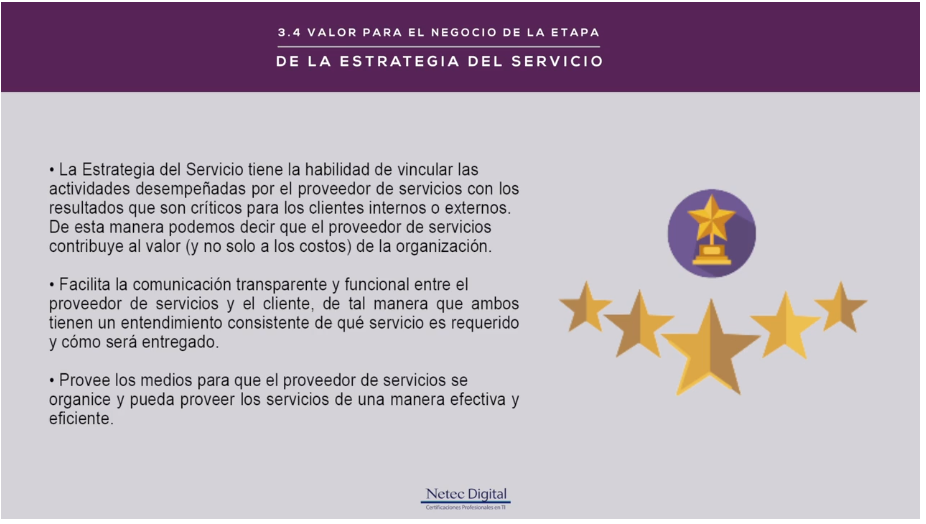 3.4 VALOR PARA EL NEGOCIO DE LA ETAPA
DE LA ESTRATEGIA DEL SERVICIO
• La Estrategia del Servicio tiene la habilidad de vincular las
actividades desempeñadas por el proveedor de servicios con los
resultados que son críticos para los clientes internos o externos.
De esta manera podemos decir que el proveedor de servicios
contribuye al valor (y no solo a los costos) de la organización.
• Facilita la comunicación transparente y funcional entre el
proveedor de servicios y el cliente, de tal manera que ambos
tienen un entendimiento consistente de qué servicio es requerido
y cómo será entregado.
• Provee los medios para que el proveedor de servicios se
organice y pueda proveer los servicios de una manera efectiva y
eficiente.
Netec Digital
Certificaciones Profesionales en TI